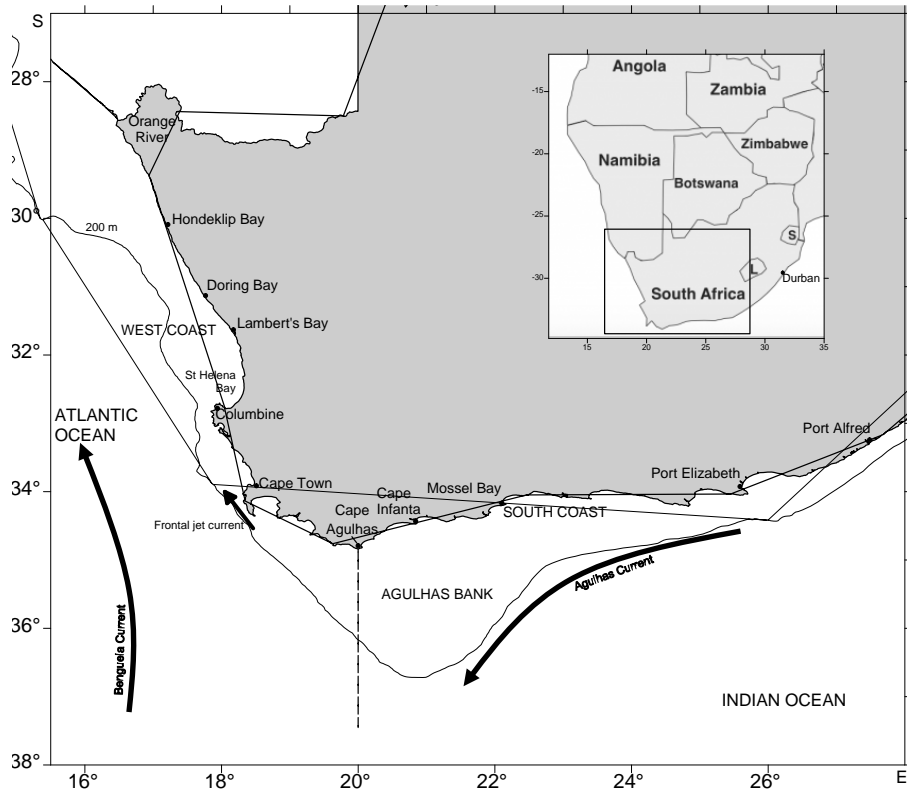 S
28°
30
32°
34°
36°
38°
16°
18°
20°
22°
24°
26°
E
Orange
River
Hondeklip Bay
200 m
Doring Bay
Lambert's Bay
WEST COAST
St Helena
Bay
Columbine
ATLANTIC
OCEAN
Cape Town
Frontal jet current
Cape
Agulhas
Cape
Infanta
Mossel Bay
SOUTH COAST
Port Elizabeth
Port Alfred
AGULHAS BANK
Agulhas Current
Benguela Current
INDIAN OCEAN
Angola
Zambia
Zimbabwe
Namibia
Botswana
S
L
Durban
South Africa
-15
-20
-25
-30
15
20
25
30
35